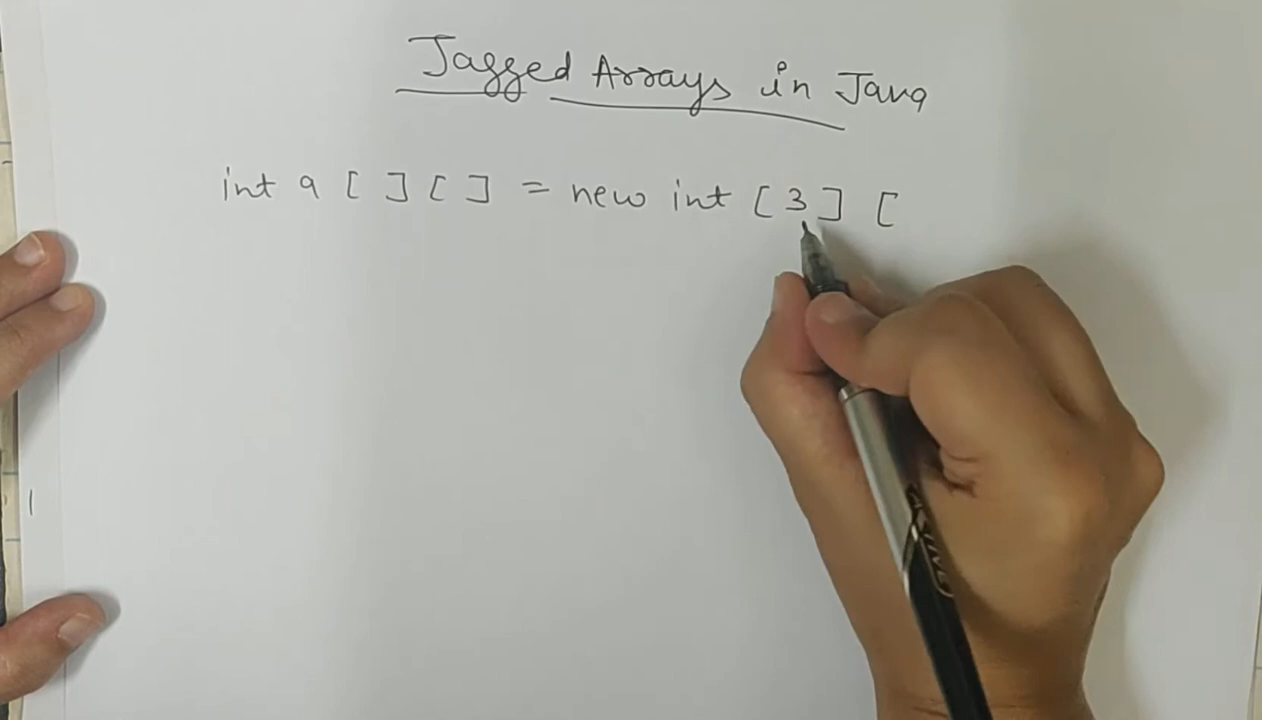 Jagged Arrays in Java
int a [ ] [ ] = new int [ 3 ] [